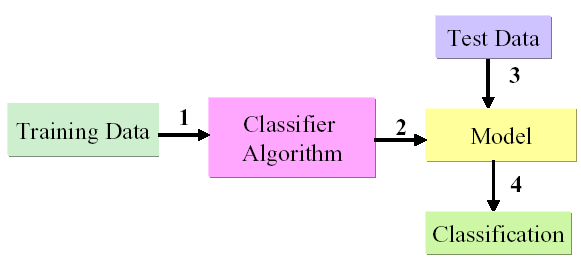 Test Data
3
Training Data
1
Classifier
Algorithm
2
Model
4
Classification